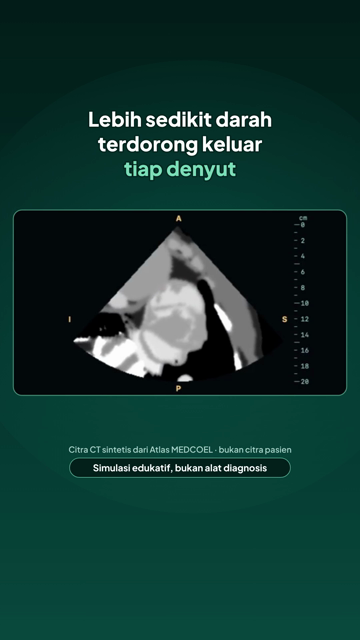 Lebih sedikit darah
terdorong keluar
tiap denyut
A
cm
0
2
4
6
8
10
I
S
12
14
16
18
P
20
Citra CT sintetis dari Atlas MEDCOEL · bukan citra pasien
Simulasi edukatif, bukan alat diagnosis